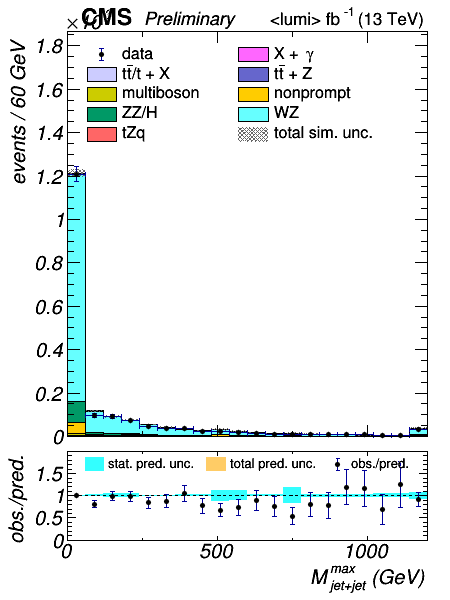 CMS Preliminary <lumi> fb⁻¹ (13 TeV)
events / 60 GeV
data
X + γ
tt̄/t + X
tt̄ + Z
multiboson
nonprompt
ZZ/H
WZ
tZq
total sim. unc.
1.8
1.6
1.4
1.2
1
0.8
0.6
0.4
0.2
0
obs./pred.
stat. pred. unc.
total pred. unc.
obs./pred.
1.5
1
0.5
0
0
500
1000
M^max_jet+jet (GeV)